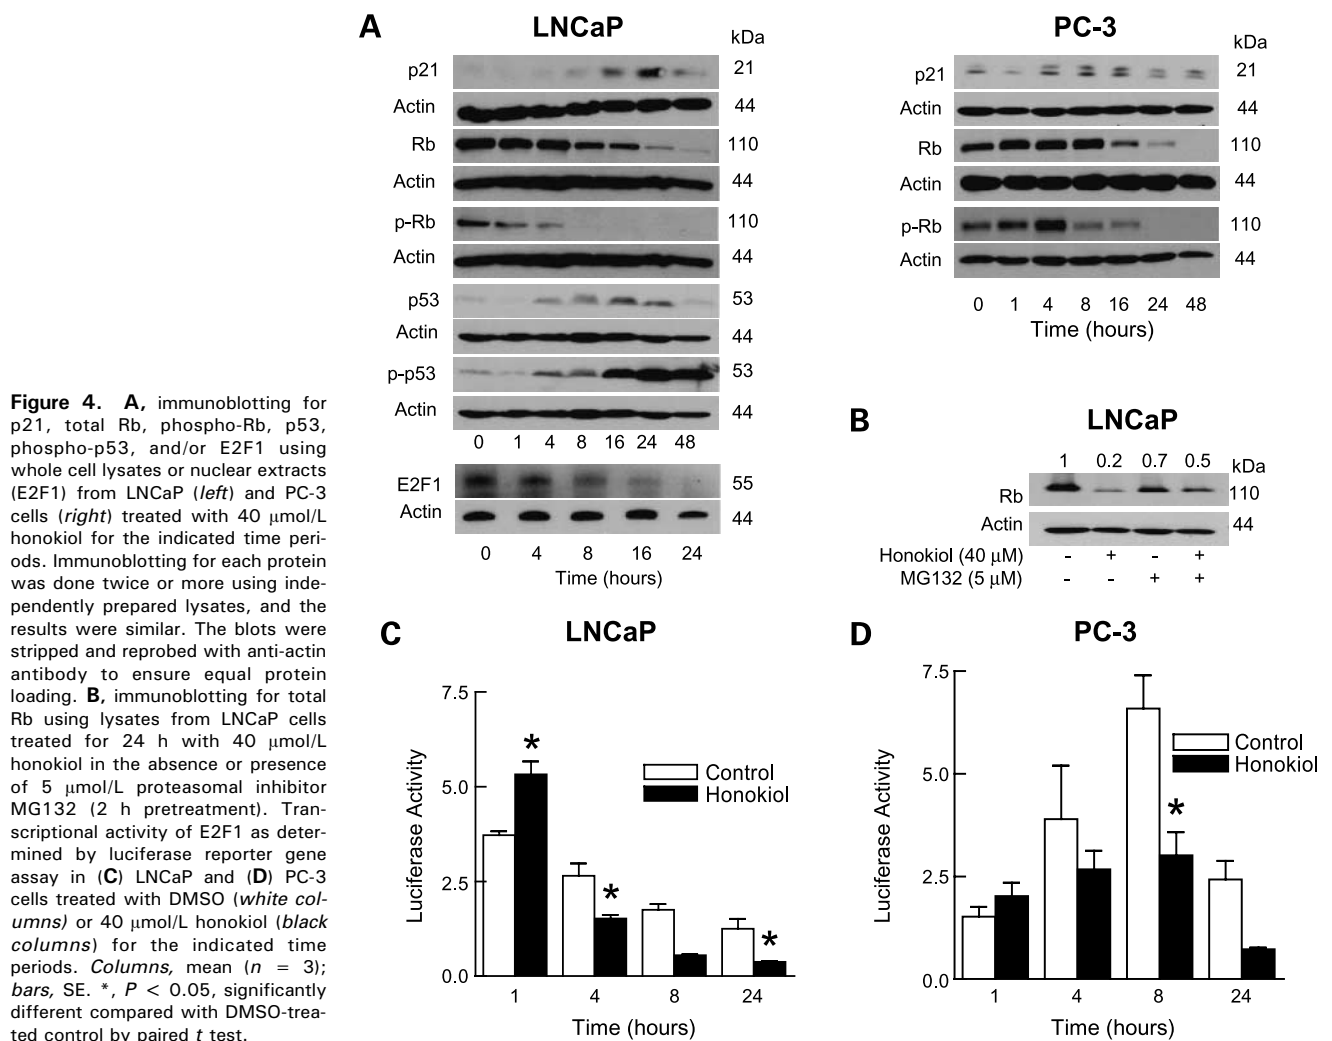 A
LNCaP
kDa
p21 21
Actin 44
Rb 110
Actin 44
p-Rb 110
Actin 44
p53 53
Actin 44
p-p53 53
Actin 44
0 1 4 8 16 24 48
E2F1 55
Actin 44
0 4 8 16 24
Time (hours)
PC-3
kDa
p21 21
Actin 44
Rb 110
Actin 44
p-Rb 110
Actin 44
0 1 4 8 16 24 48
Time (hours)
B
LNCaP
1 0.2 0.7 0.5 kDa
Rb 110
Actin 44
Honokiol (40 μM) - + - +
MG132 (5 μM) - - + +
Figure 4. A, immunoblotting for
p21, total Rb, phospho-Rb, p53,
phospho-p53, and/or E2F1 using
whole cell lysates or nuclear extracts
(E2F1) from LNCaP (left) and PC-3
cells (right) treated with 40 μmol/L
honokiol for the indicated time peri-
ods. Immunoblotting for each protein
was done twice or more using inde-
pendently prepared lysates, and the
results were similar. The blots were
stripped and reprobed with anti-actin
antibody to ensure equal protein
loading. B, immunoblotting for total
Rb using lysates from LNCaP cells
treated for 24 h with 40 μmol/L
honokiol in the absence or presence
of 5 μmol/L proteasomal inhibitor
MG132 (2 h pretreatment). Tran-
scriptional activity of E2F1 as deter-
mined by luciferase reporter gene
assay in (C) LNCaP and (D) PC-3
cells treated with DMSO (white col-
umns) or 40 μmol/L honokiol (black
columns) for the indicated time
periods. Columns, mean (n = 3);
bars, SE. *, P < 0.05, significantly
different compared with DMSO-trea-
ted control by paired t test.
C
LNCaP
Luciferase Activity
7.5
5.0
2.5
0.0
* * *
Control
Honokiol
1 4 8 24
Time (hours)
D
PC-3
Luciferase Activity
7.5
5.0
2.5
0.0
*
Control
Honokiol
1 4 8 24
Time (hours)